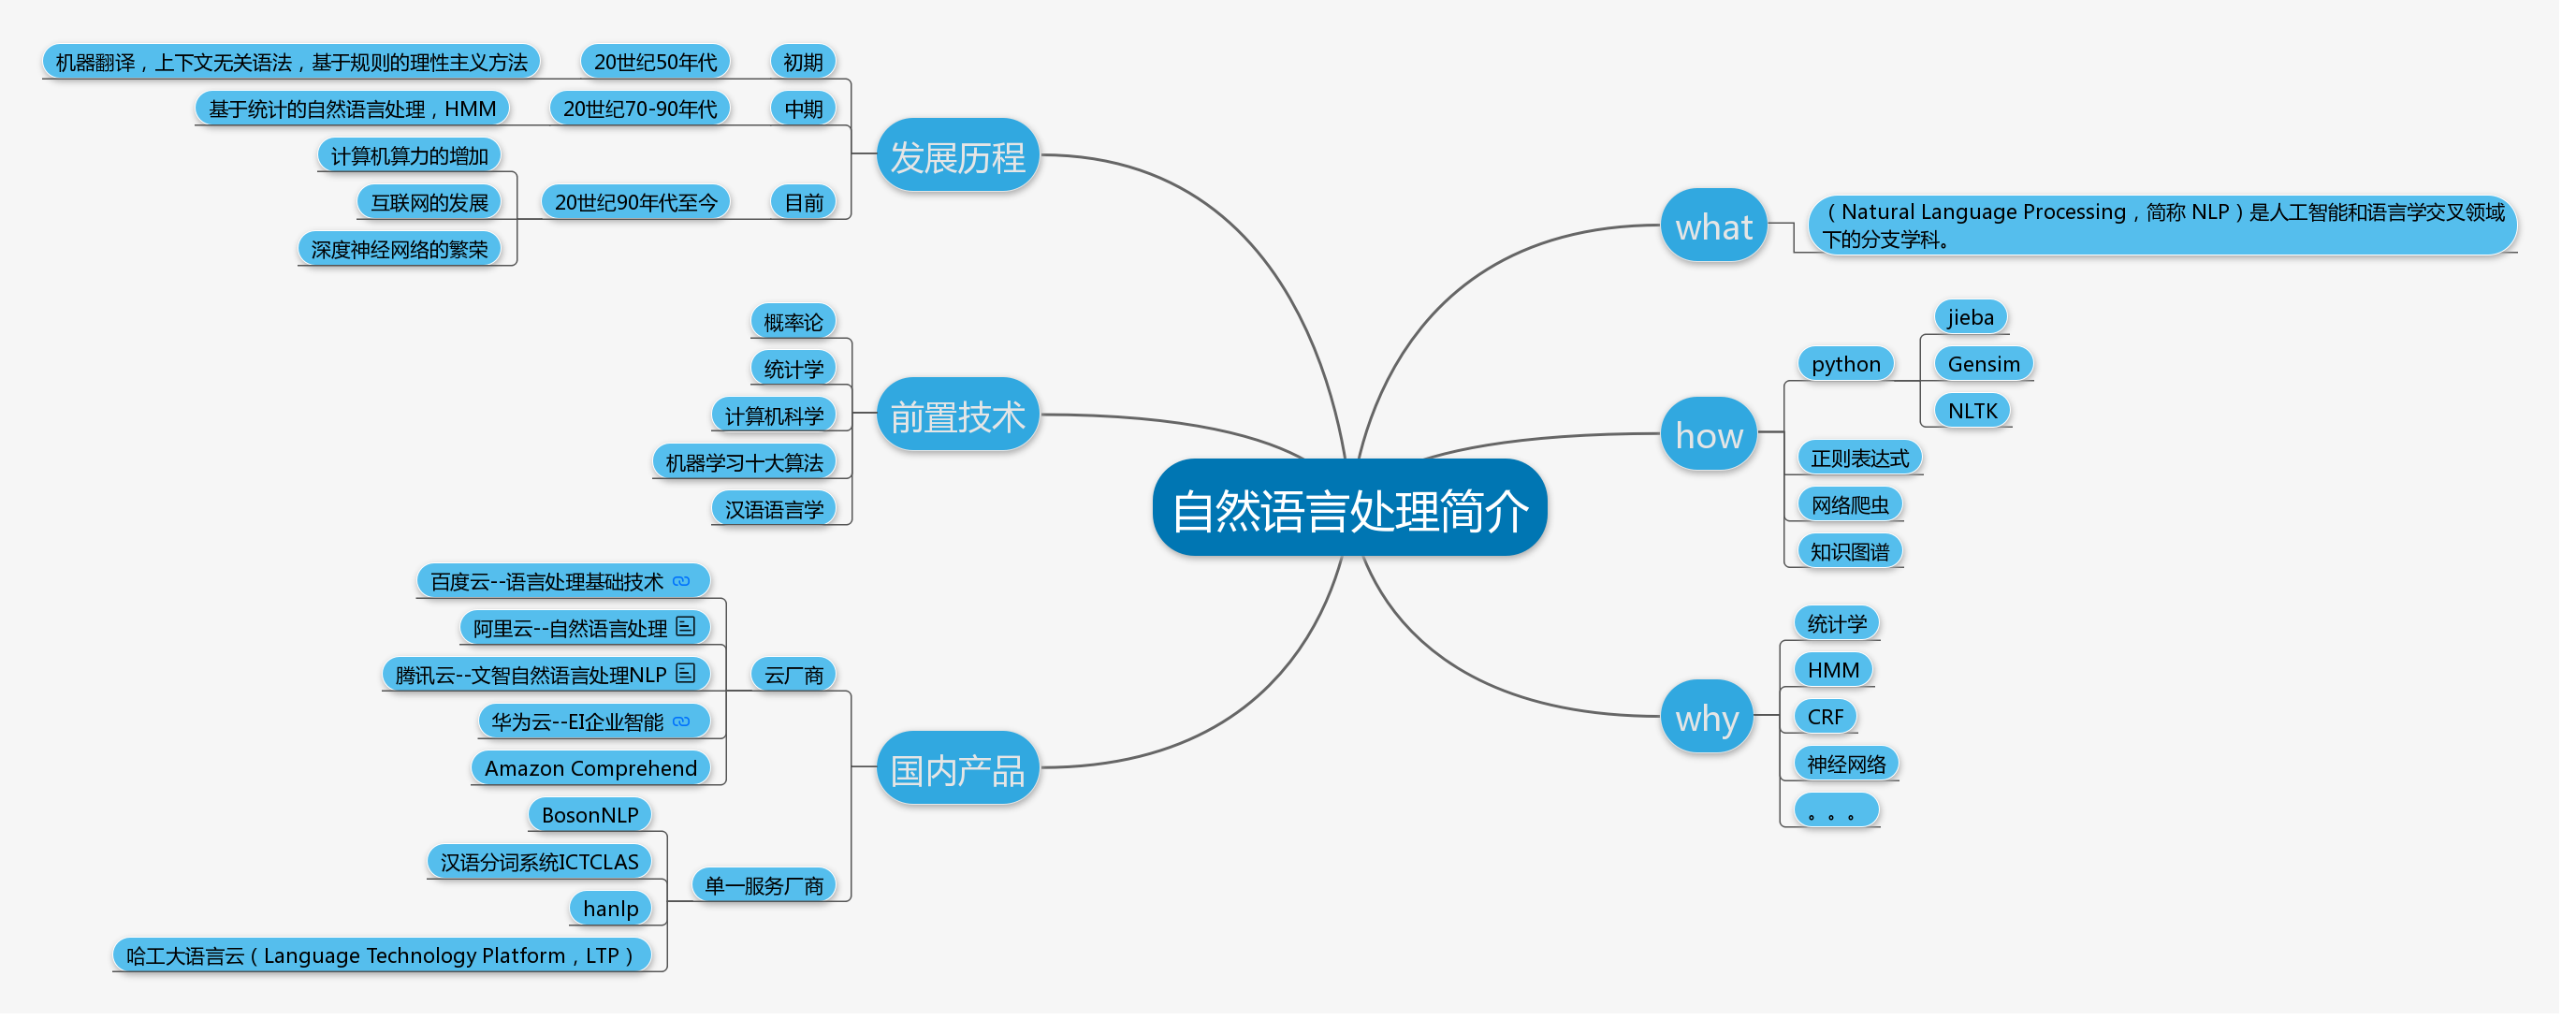 自然语言处理简介
what
（Natural Language Processing，简称 NLP）是人工智能和语言学交叉领域
下的分支学科。
how
python
jieba
Gensim
NLTK
正则表达式
网络爬虫
知识图谱
why
统计学
HMM
CRF
神经网络
。。。
发展历程
初期
20世纪50年代
机器翻译，上下文无关语法，基于规则的理性主义方法
中期
20世纪70-90年代
基于统计的自然语言处理，HMM
目前
20世纪90年代至今
计算机算力的增加
互联网的发展
深度神经网络的繁荣
前置技术
概率论
统计学
计算机科学
机器学习十大算法
汉语语言学
国内产品
云厂商
百度云--语言处理基础技术
阿里云--自然语言处理
腾讯云--文智自然语言处理NLP
华为云--EI企业智能
Amazon Comprehend
单一服务厂商
BosonNLP
汉语分词系统ICTCLAS
hanlp
哈工大语言云（Language Technology Platform，LTP）